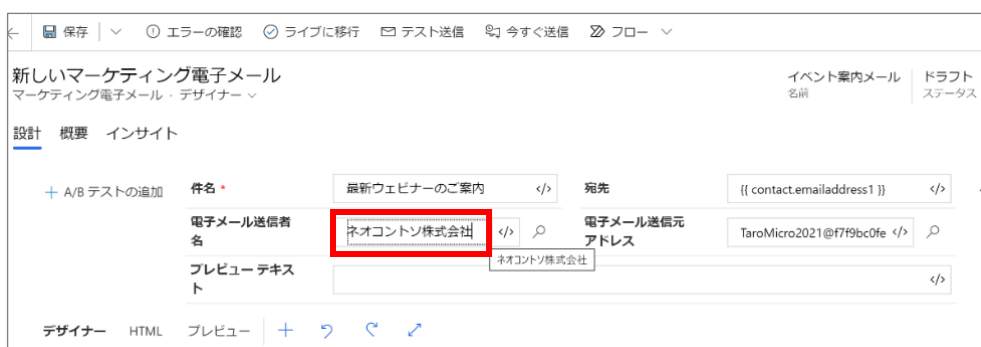 保存 エラーの確認 ライブに移行 テスト送信 今すぐ送信 フロー
新しいマーケティング電子メール
マーケティング電子メール · デザイナー
イベント案内メール ドラフト
名前 ステータス
設計 概要 インサイト
+ A/B テストの追加 件名 * 最新ウェビナーのご案内 </> 宛先 {{ contact.emailaddress1 }} </>
電子メール送信者 ネオコントソ株式会社 </> 電子メール送信元 TaroMicro2021@f7f9bc0fe </>
名 アドレス
ネオコントソ株式会社
プレビュー テキス </>
ト
デザイナー HTML プレビュー